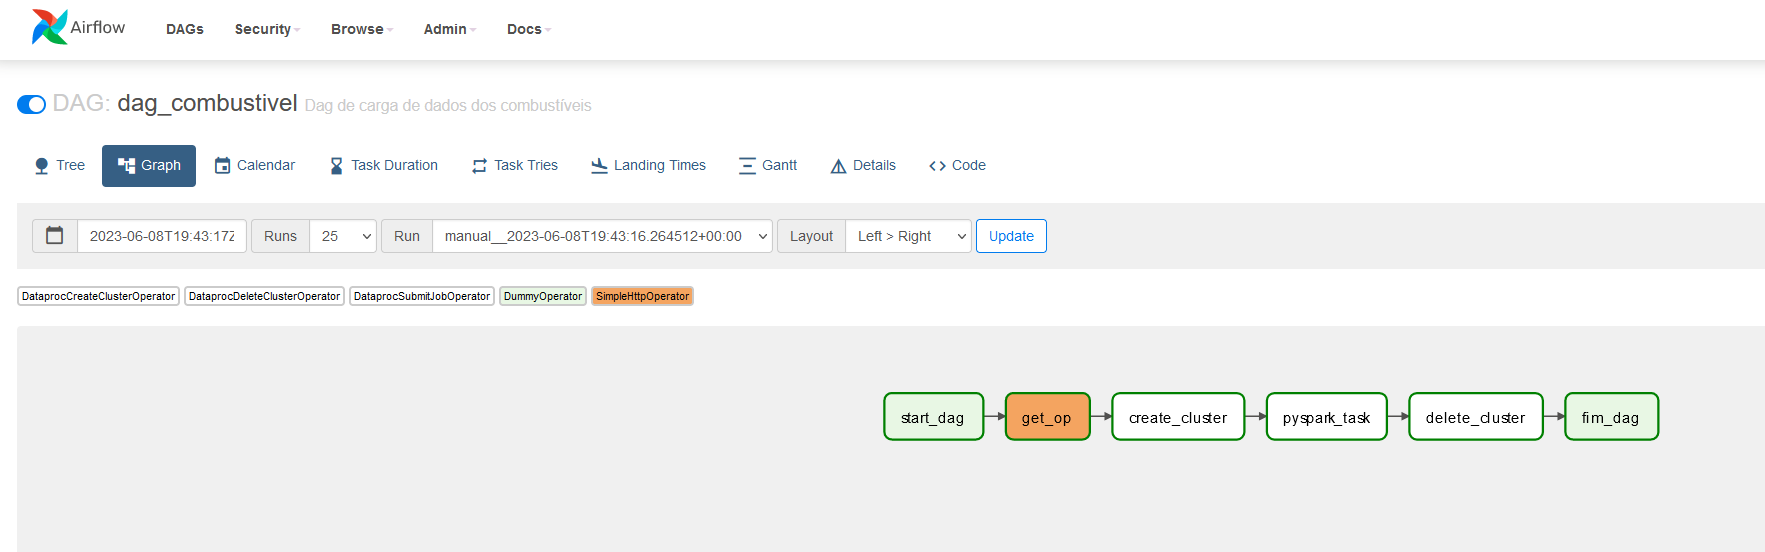 Airflow DAGs Security Browse Admin Docs
DAG: dag_combustivel Dag de carga de dados dos combustíveis
Tree Graph Calendar Task Duration Task Tries Landing Times Gantt Details Code
2023-06-08T19:43:17Z Runs 25 Run manual__2023-06-08T19:43:16.264512+00:00 Layout Left > Right Update
DataprocCreateClusterOperator DataprocDeleteClusterOperator DataprocSubmitJobOperator DummyOperator SimpleHttpOperator
start_dag get_op create_cluster pyspark_task delete_cluster fim_dag